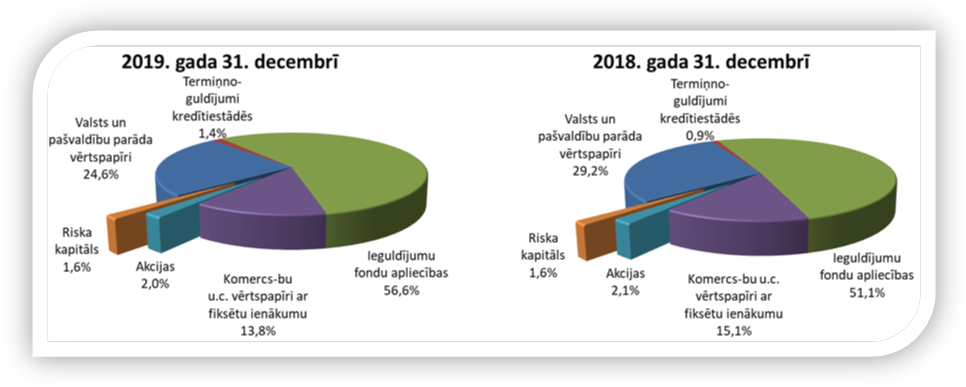 2019. gada 31. decembrī
Termiņno-
guldījumi
kredītiestādēs
1,4%
Valsts un
pašvaldību parāda
vērtspapīri
24,6%
Riska
kapitāls
1,6%
Akcijas
2,0%
Komercs-bu
u.c. vērtspapīri ar
fiksētu ienākumu
13,8%
Ieguldījumu
fondu apliecības
56,6%
2018. gada 31. decembrī
Termiņno-
guldījumi
kredītiestādēs
0,9%
Valsts un
pašvaldību parāda
vērtspapīri
29,2%
Riska
kapitāls
1,6%
Akcijas
2,1%
Komercs-bu u.c.
vērtspapīri ar
fiksētu ienākumu
15,1%
Ieguldījumu
fondu apliecības
51,1%